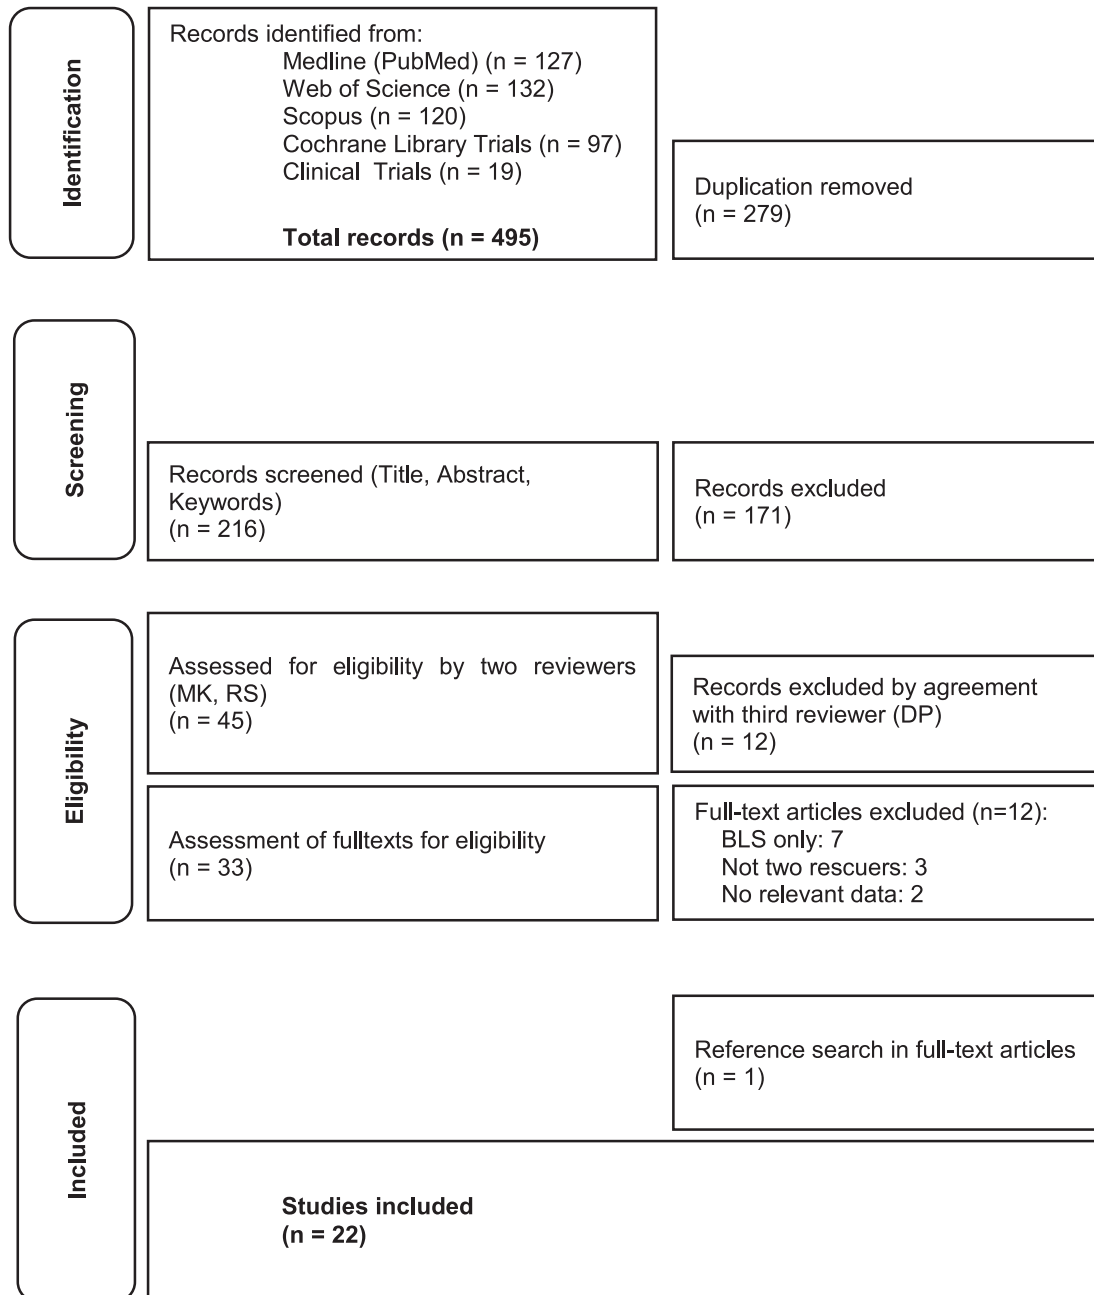 Identification
Records identified from:
Medline (PubMed) (n = 127)
Web of Science (n = 132)
Scopus (n = 120)
Cochrane Library Trials (n = 97)
Clinical Trials (n = 19)
Total records (n = 495)
Duplication removed
(n = 279)
Screening
Records screened (Title, Abstract,
Keywords)
(n = 216)
Records excluded
(n = 171)
Eligibility
Assessed for eligibility by two reviewers
(MK, RS)
(n = 45)
Records excluded by agreement
with third reviewer (DP)
(n = 12)
Assessment of fulltexts for eligibility
(n = 33)
Full-text articles excluded (n=12):
BLS only: 7
Not two rescuers: 3
No relevant data: 2
Included
Reference search in full-text articles
(n = 1)
Studies included
(n = 22)